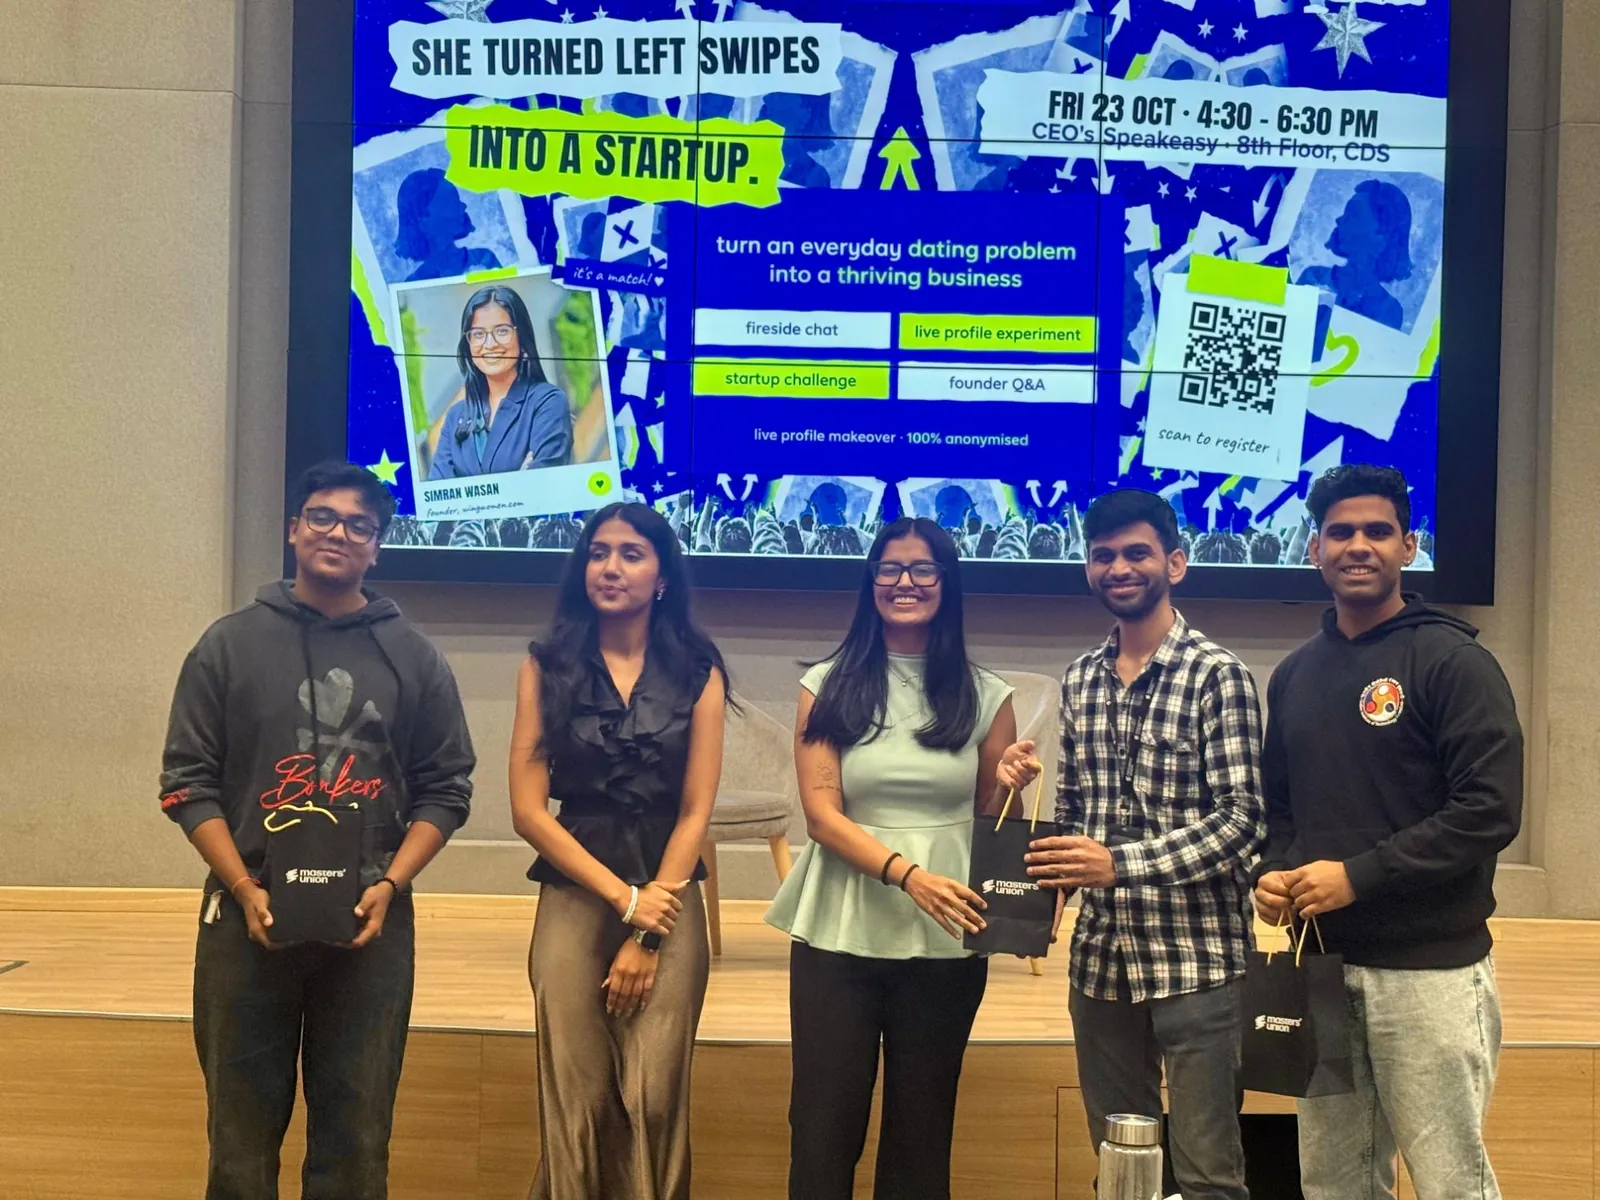 SHE TURNED LEFT SWIPES
INTO A STARTUP.
FRI 23 OCT · 4:30 - 6:30 PM
CEO's Speakeasy · 8th Floor, CDS
it's a match!
turn an everyday dating problem
into a thriving business
fireside chat
live profile experiment
startup challenge
founder Q&A
live profile makeover · 100% anonymised
scan to register
SIMRAN WASAN
founder,
Bonkers
masters'
union
masters'
union
masters'
union